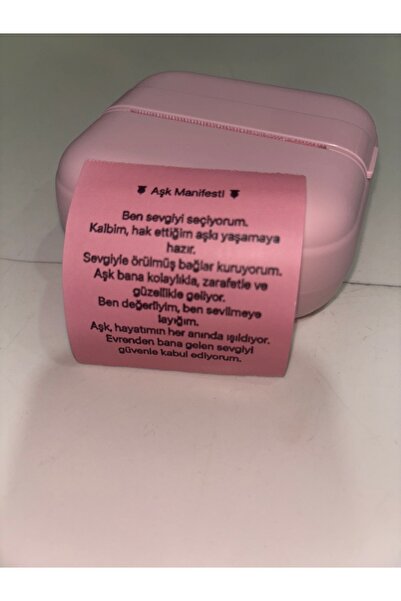 Aşk Manifesti
Ben sevgiyi seçiyorum.
Kalbim, hak ettiğim aşkı yaşamaya
hazır.
Sevgiyle örülmüş bağlar kuruyorum.
Aşk bana kolaylıkla, zarafetle ve
güzellikle geliyor.
Ben değerliyim, ben sevilmeye
layığım.
Aşk, hayatımın her anında ışıldıyor.
Evrenden bana gelen sevgiyi
güvenle kabul ediyorum.